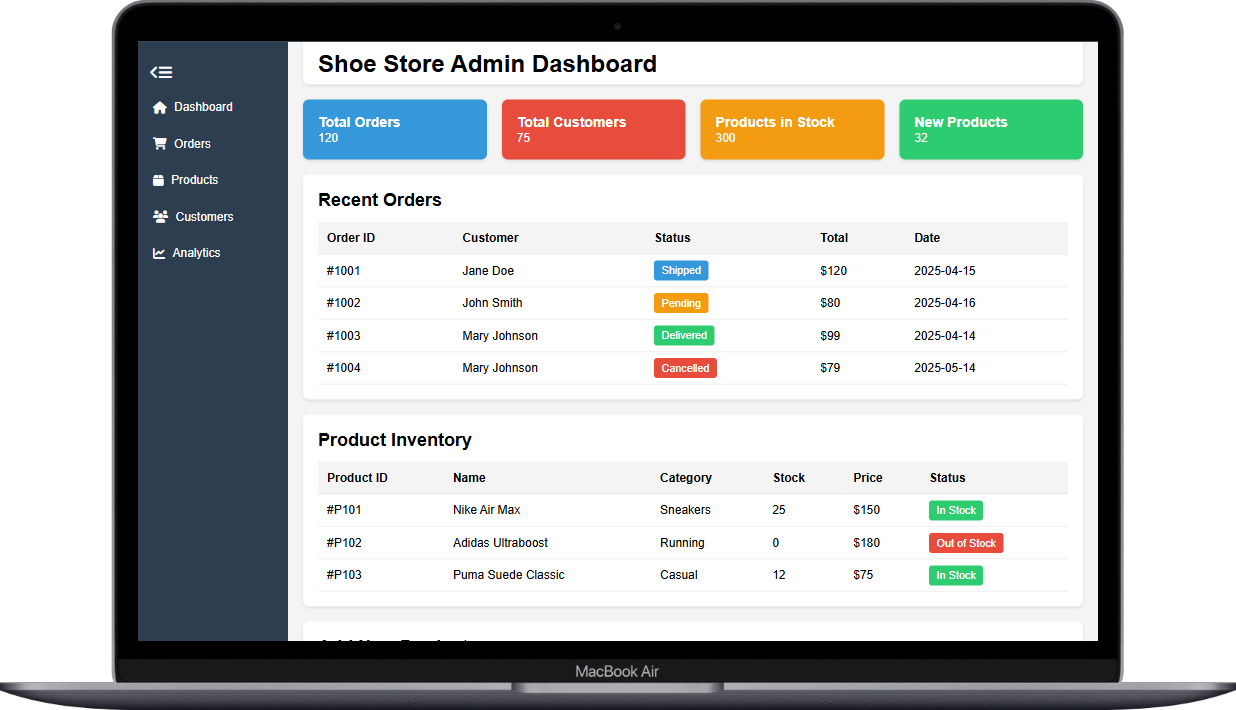 Shoe Store Admin Dashboard
Dashboard
Orders
Products
Customers
Analytics
Total Orders
120
Total Customers
75
Products in Stock
300
New Products
32
Recent Orders
Order ID Customer Status Total Date
#1001 Jane Doe Shipped $120 2025-04-15
#1002 John Smith Pending $80 2025-04-16
#1003 Mary Johnson Delivered $99 2025-04-14
#1004 Mary Johnson Cancelled $79 2025-05-14
Product Inventory
Product ID Name Category Stock Price Status
#P101 Nike Air Max Sneakers 25 $150 In Stock
#P102 Adidas Ultraboost Running 0 $180 Out of Stock
#P103 Puma Suede Classic Casual 12 $75 In Stock
MacBook Air